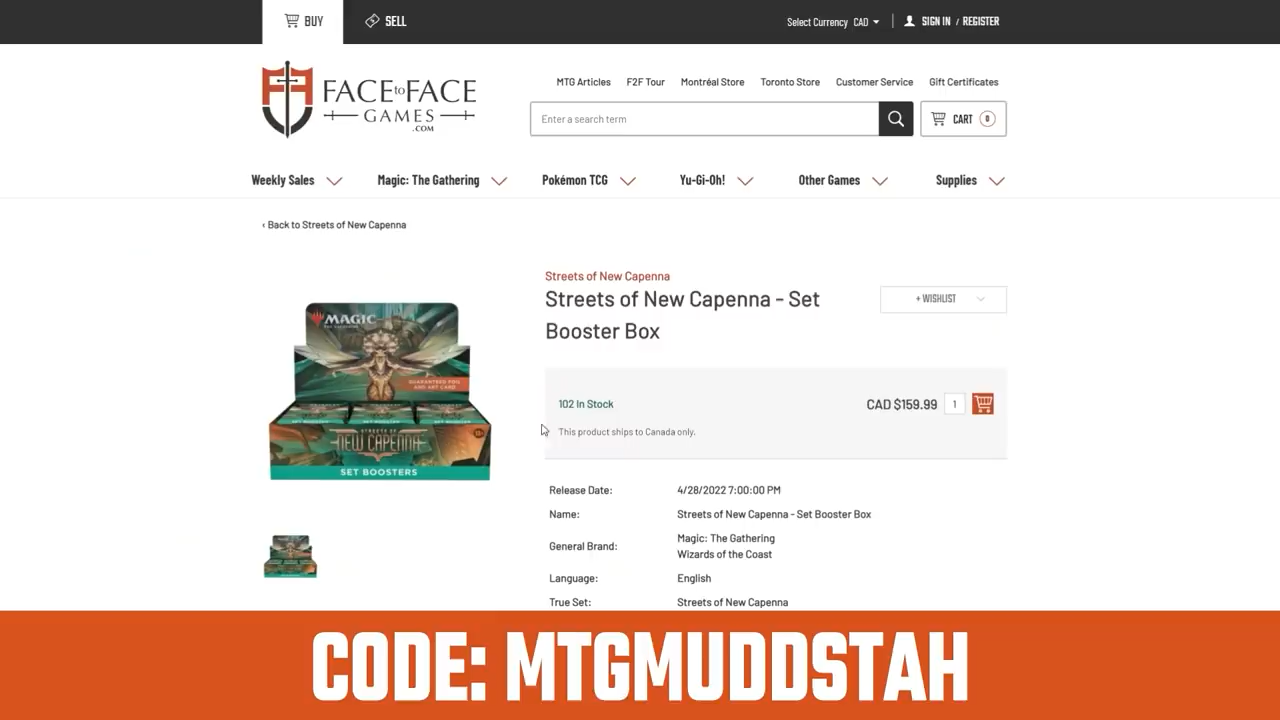 BUY
SELL
Select Currency CAD
SIGN IN / REGISTER
FACE to FACE
GAMES
.COM
MTG Articles
F2F Tour
Montréal Store
Toronto Store
Customer Service
Gift Certificates
Enter a search term
CART 0
Weekly Sales
Magic: The Gathering
Pokémon TCG
Yu-Gi-Oh!
Other Games
Supplies
‹ Back to Streets of New Capenna
Streets of New Capenna
Streets of New Capenna - Set
Booster Box
+ WISHLIST
MAGIC
GUARANTEED FOIL
AND ART CARD
STREETS OF
NEW CAPENNA
SET BOOSTERS
102 In Stock
CAD $159.99
1
This product ships to Canada only.
Release Date: 4/28/2022 7:00:00 PM
Name: Streets of New Capenna - Set Booster Box
General Brand: Magic: The Gathering
Wizards of the Coast
Language: English
True Set: Streets of New Capenna
CODE: MTGMUDDSTAH